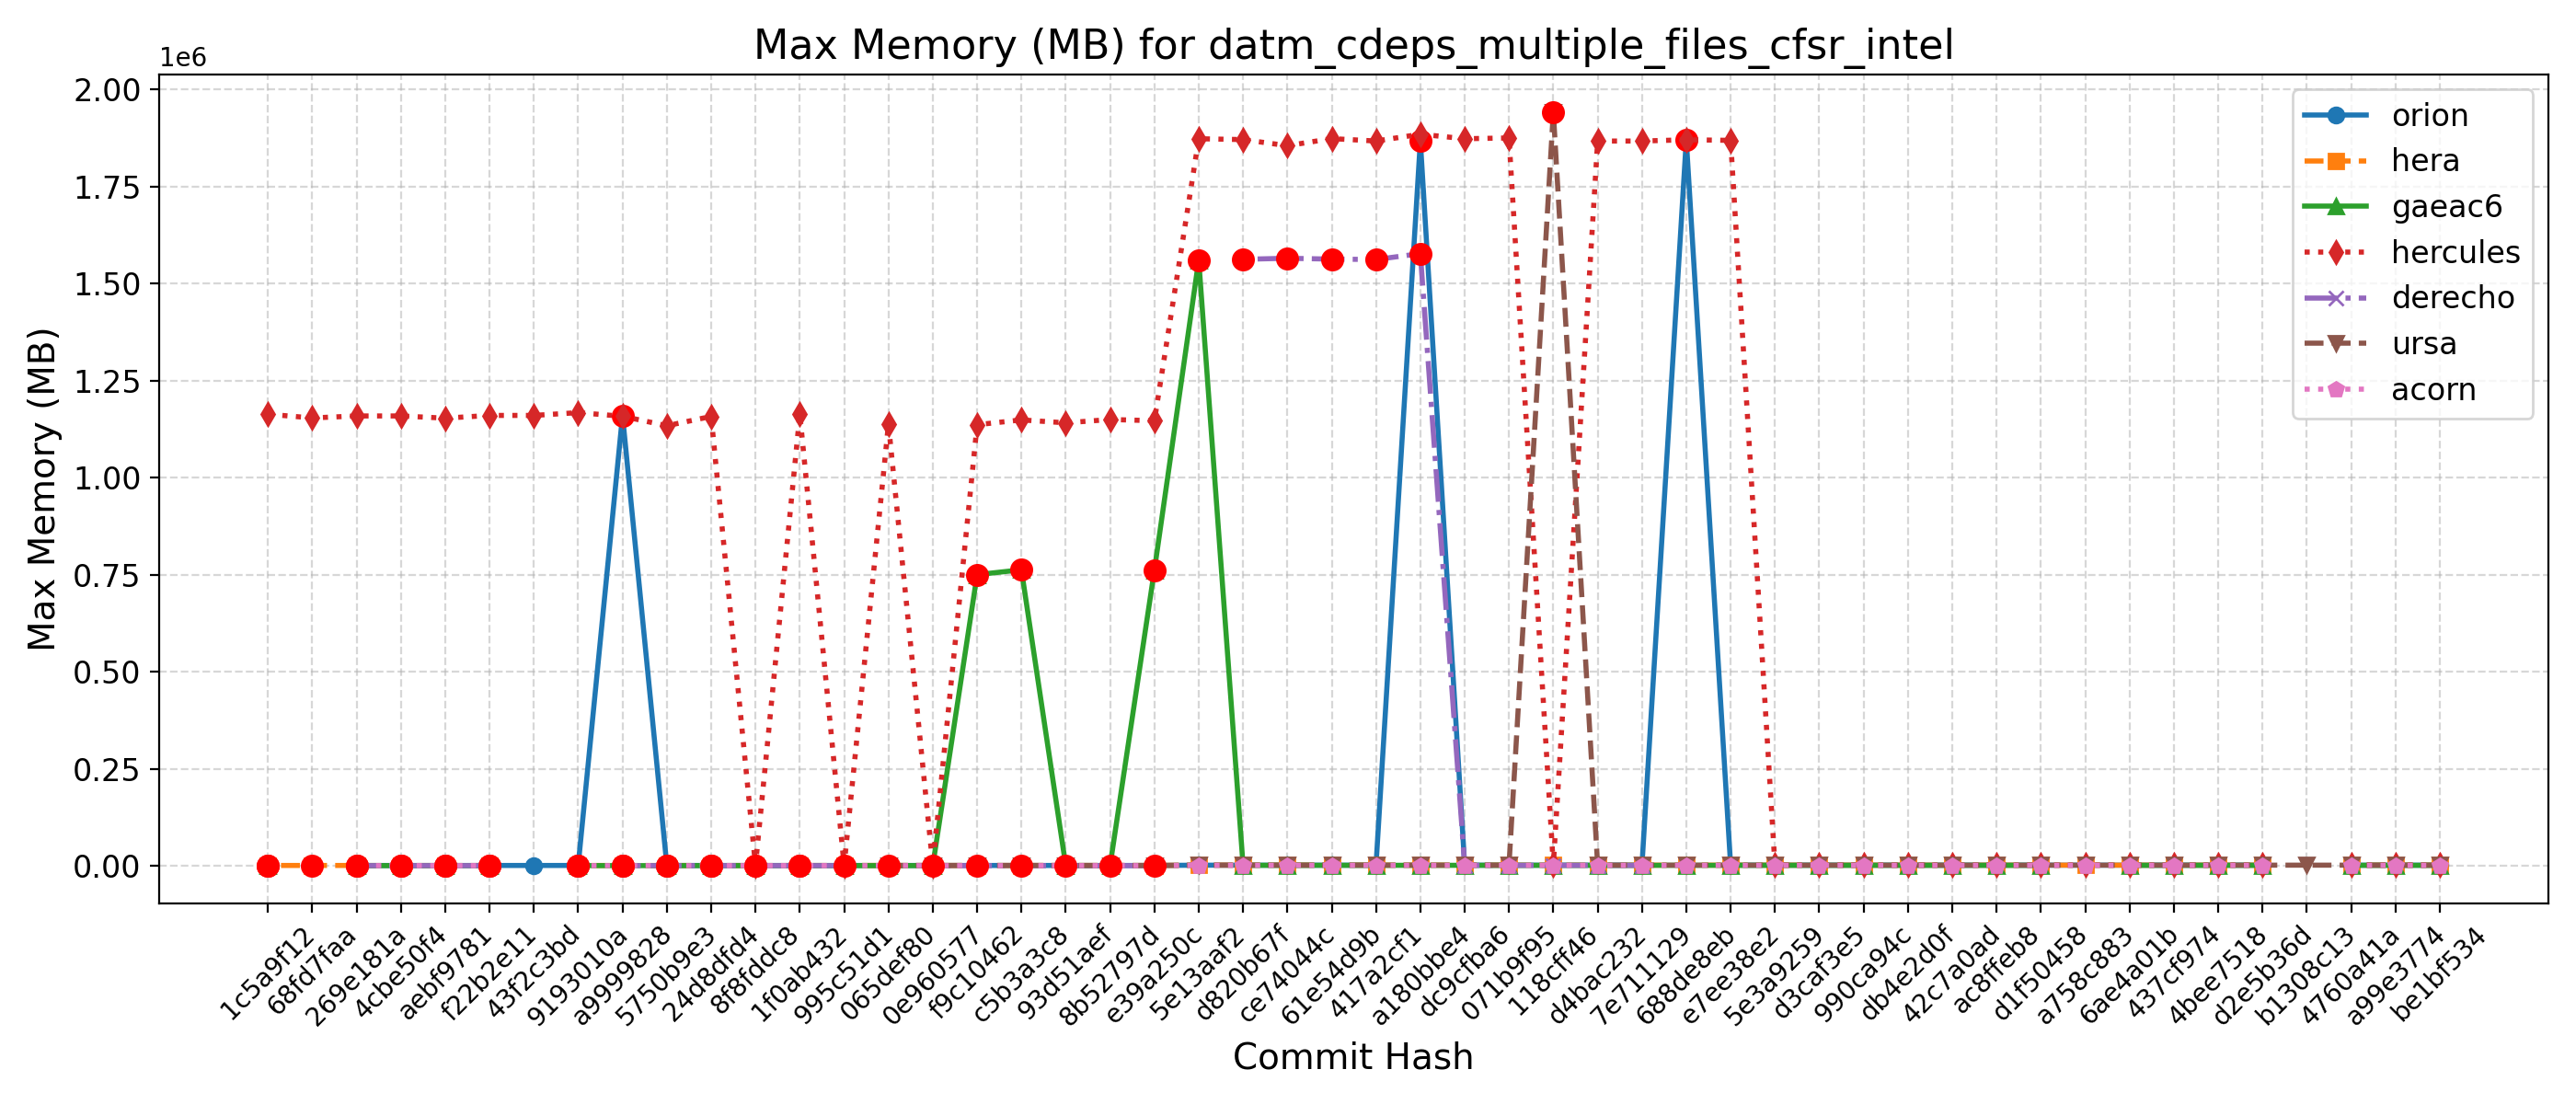 Max Memory (MB) for datm_cdeps_multiple_files_cfsr_intel
1e6
2.00
1.75
1.50
1.25
1.00
0.75
0.50
0.25
0.00
Max Memory (MB)
orion
hera
gaeac6
hercules
derecho
ursa
acorn
1c5a9f12
68fd7faa
269e181a
4cbe50f4
aebf9781
f22b2e11
43f2c3bd
9193010a
a9999828
5750b9e3
24d8dfd4
8f8fddc8
1f0ab432
995c51d1
065def80
0e960577
f9c10462
c5b3a3c8
93d51aef
8b52797d
e39a250c
5e13aaf2
d820b67f
ce74044c
61e54d9b
417a2cf1
a180bbe4
dc9cfba6
071b9f95
118cff46
d4bac232
7e711129
688de8eb
e7ee38e2
5e3a9259
d3caf3e5
990ca94c
db4e2d0f
42c7a0ad
ac8ffeb8
d1f50458
a758c883
6ae4a01b
437cf974
4bee7518
d2e5b36d
b1308c13
4760a41a
a99e3774
be1bf534
Commit Hash